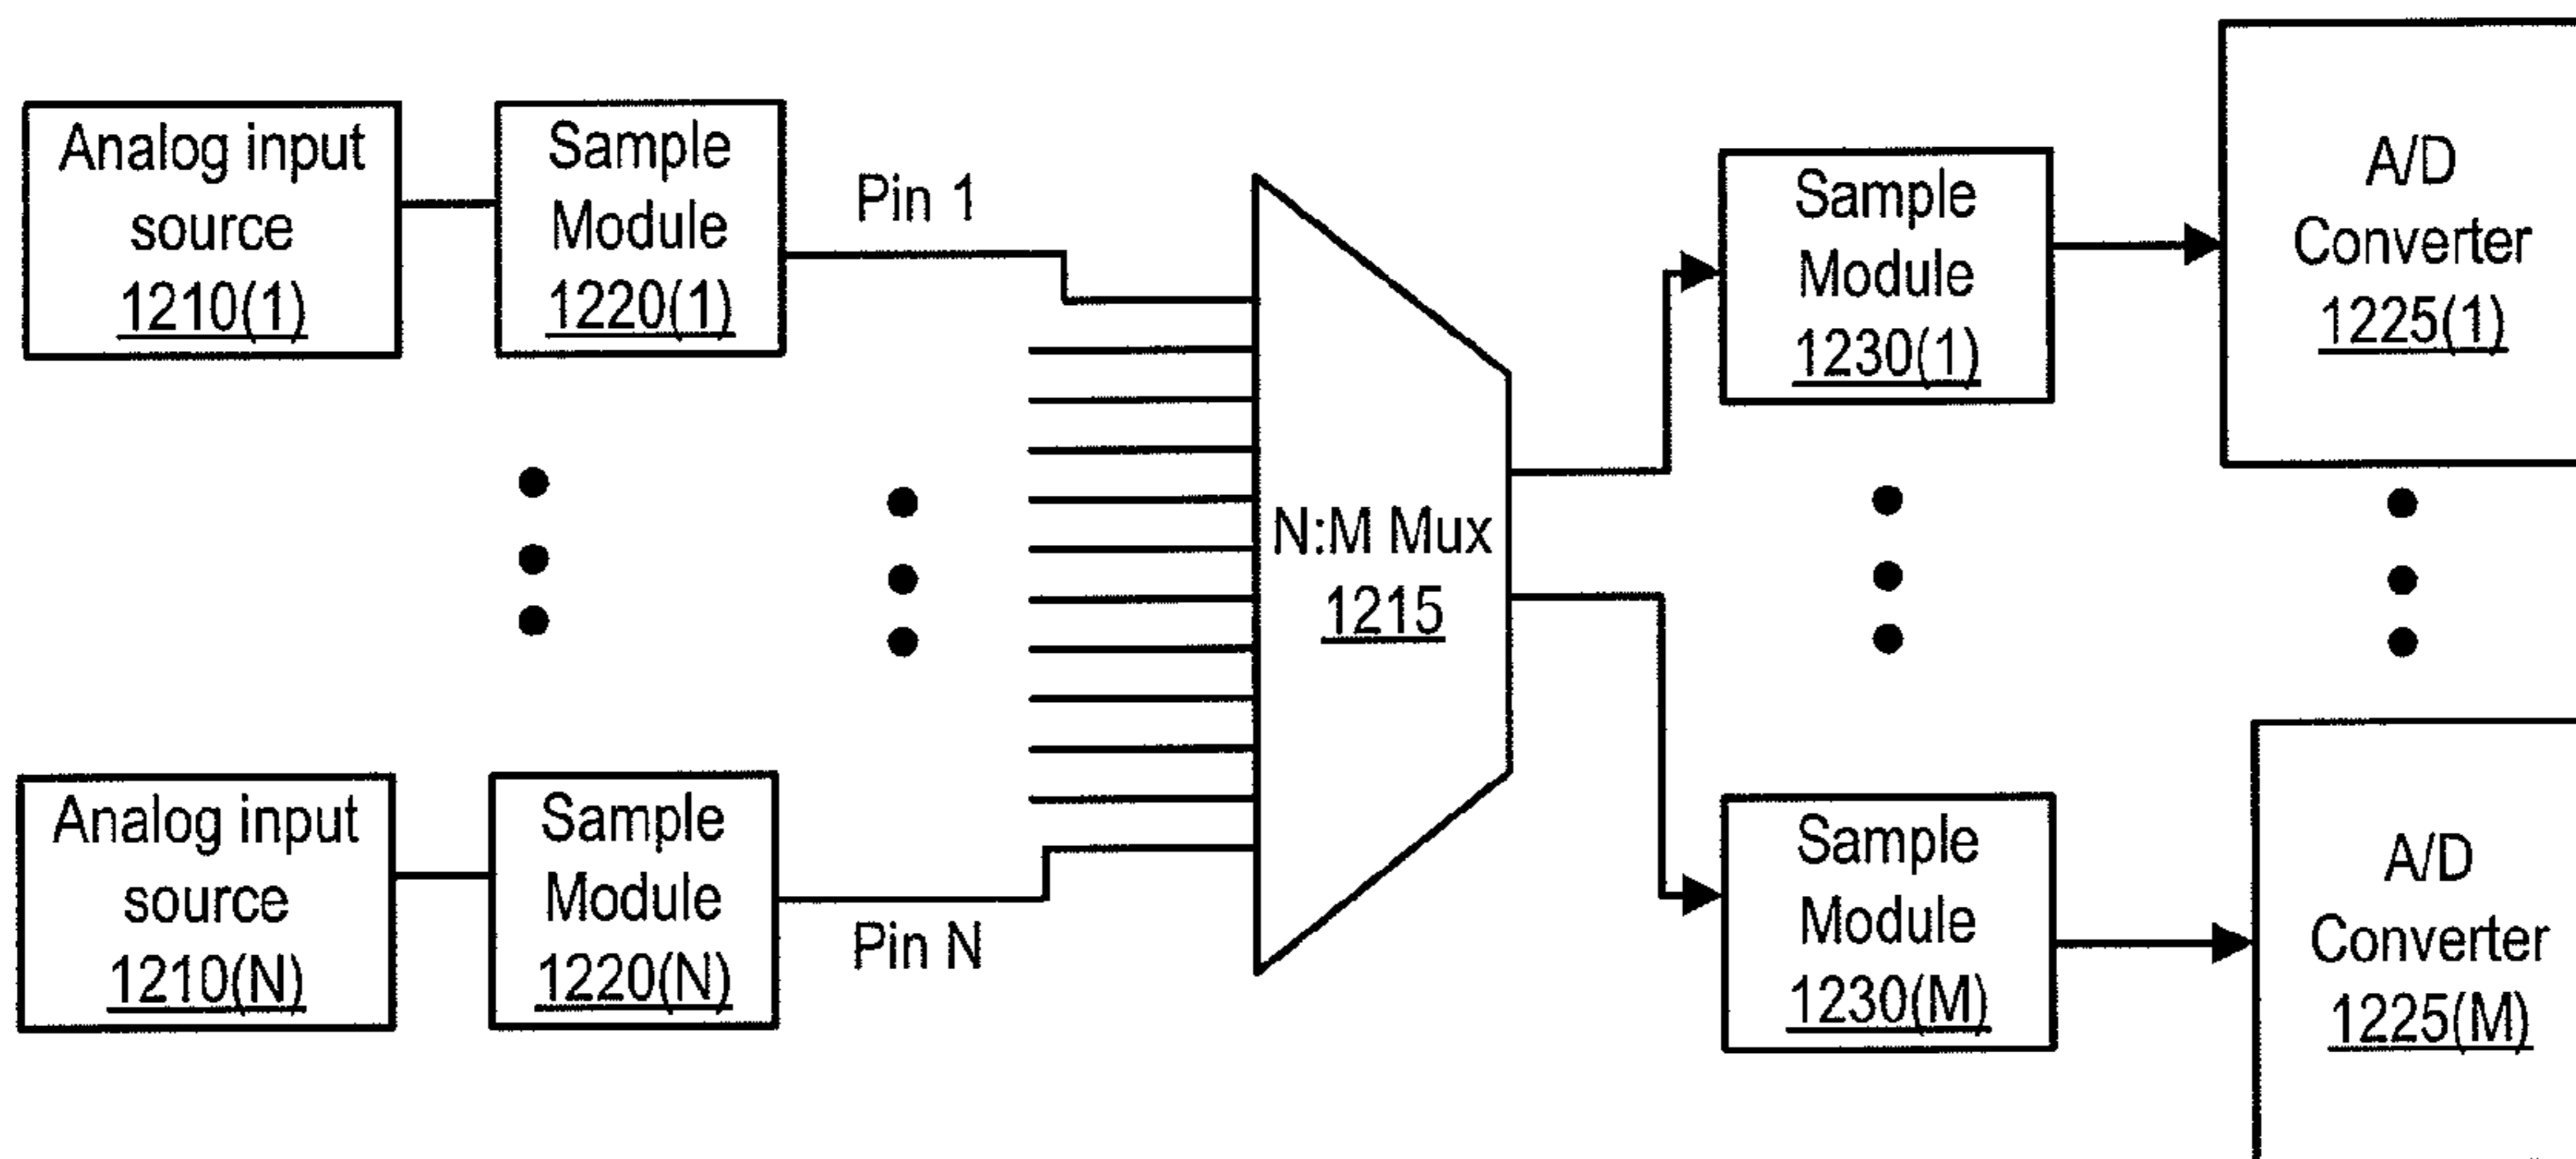 Analog input
source
1210(1)
Sample
Module
1220(1)
Pin 1
N:M Mux
1215
Sample
Module
1230(1)
A/D
Converter
1225(1)
Analog input
source
1210(N)
Sample
Module
1220(N)
Pin N
Sample
Module
1230(M)
A/D
Converter
1225(M)